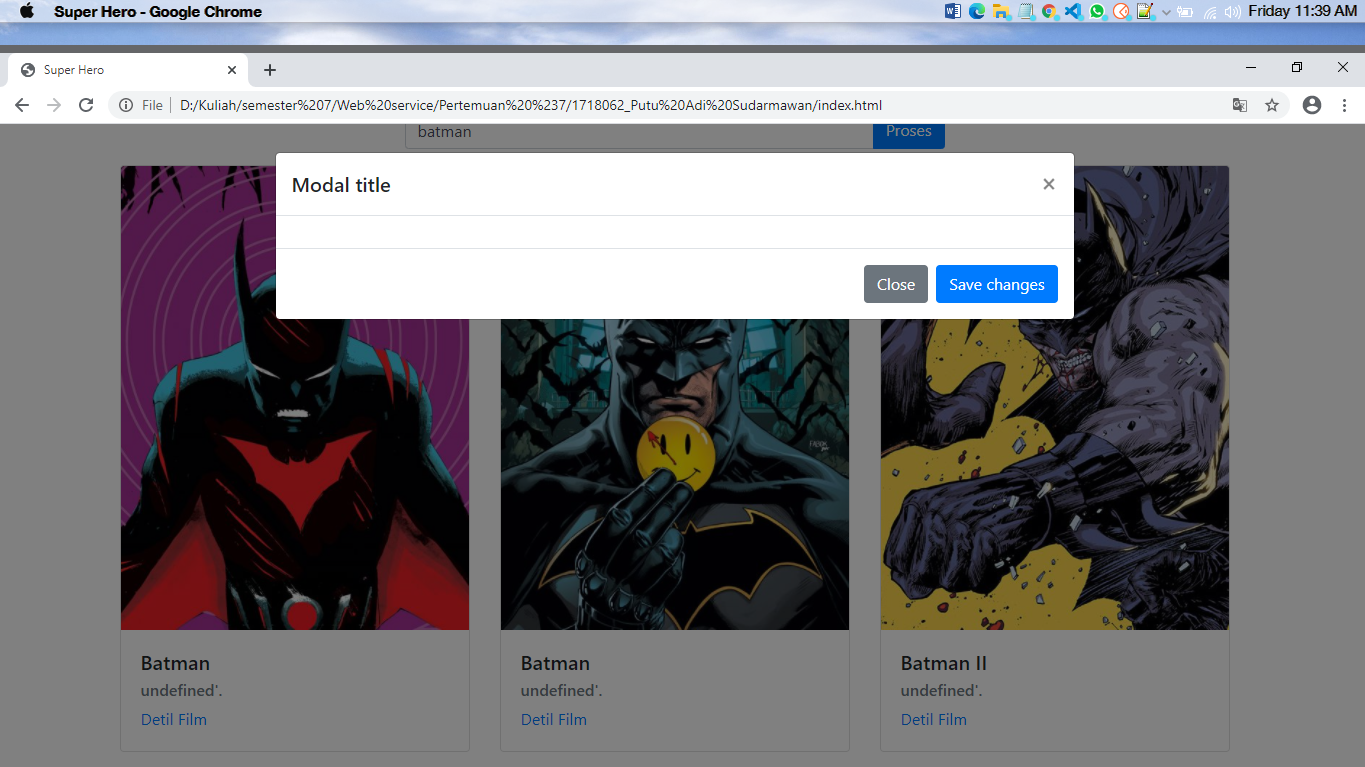 Super Hero - Google Chrome
Friday 11:39 AM
Super Hero
File
D:/Kuliah/semester%207/Web%20service/Pertemuan%20%237/1718062_Putu%20Adi%20Sudarmawan/index.html
batman
Proses
Modal title
×
Close
Save changes
Batman
undefined'.
Detil Film
Batman
undefined'.
Detil Film
Batman II
undefined'.
Detil Film